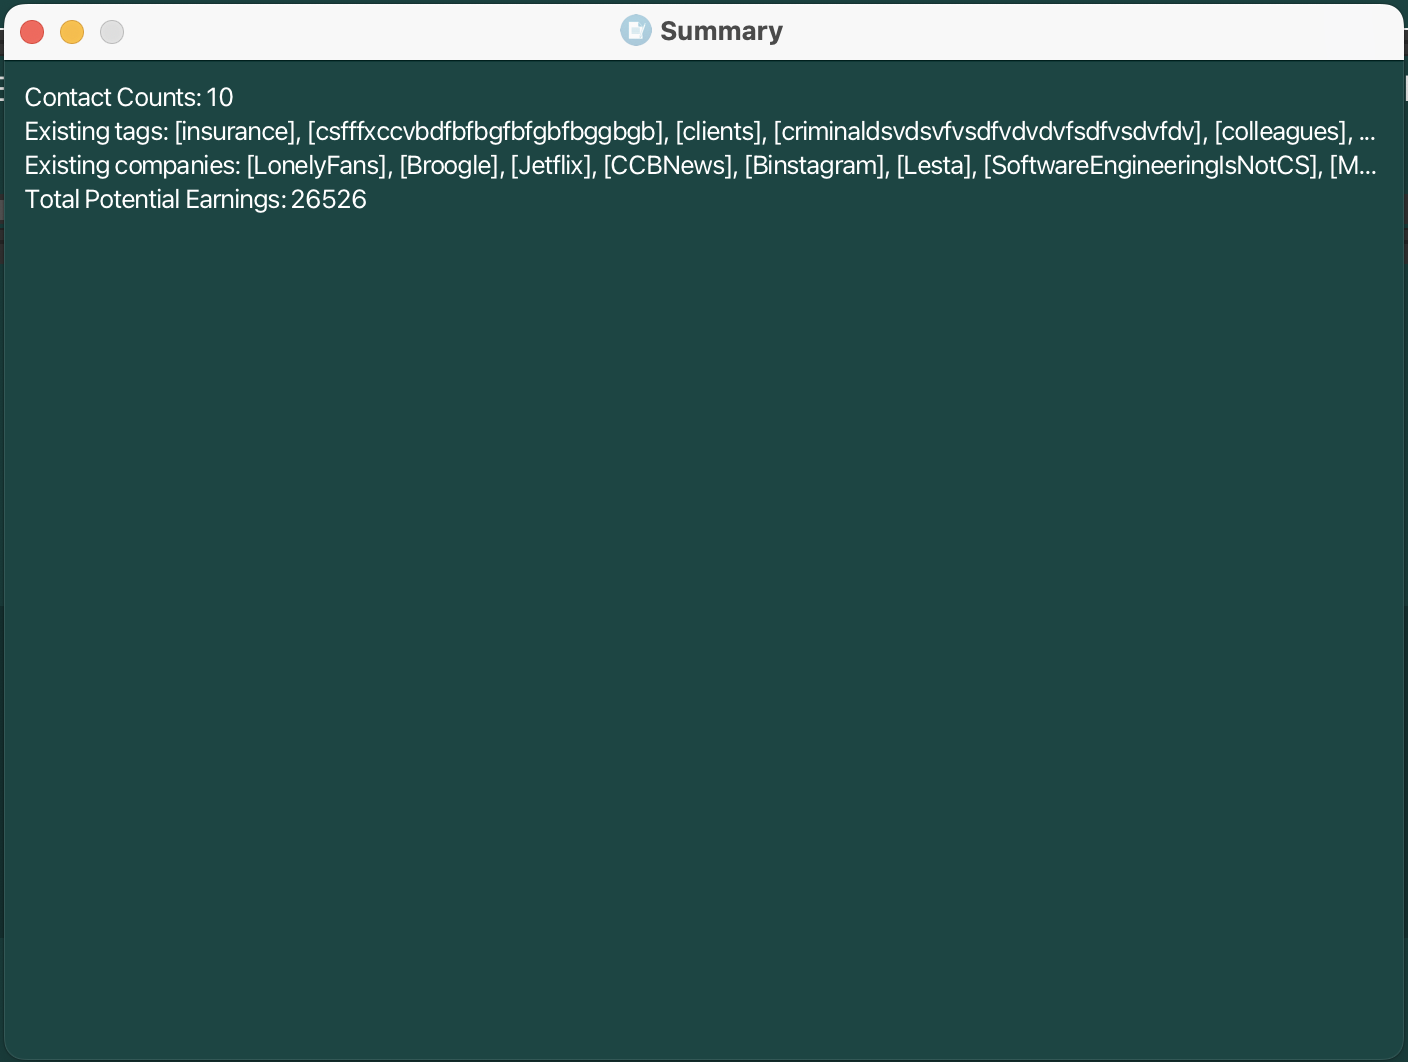 Summary
Contact Counts: 10
Existing tags: [insurance], [csfffxccvbdfbfbgfbfgbfbggbgb], [clients], [criminaldsvdsvfvsdfvdvdvfsdfvsdvfdv], [colleagues], ...
Existing companies: [LonelyFans], [Broogle], [Jetflix], [CCBNews], [Binstagram], [Lesta], [SoftwareEngineeringIsNotCS], [M...
Total Potential Earnings: 26526